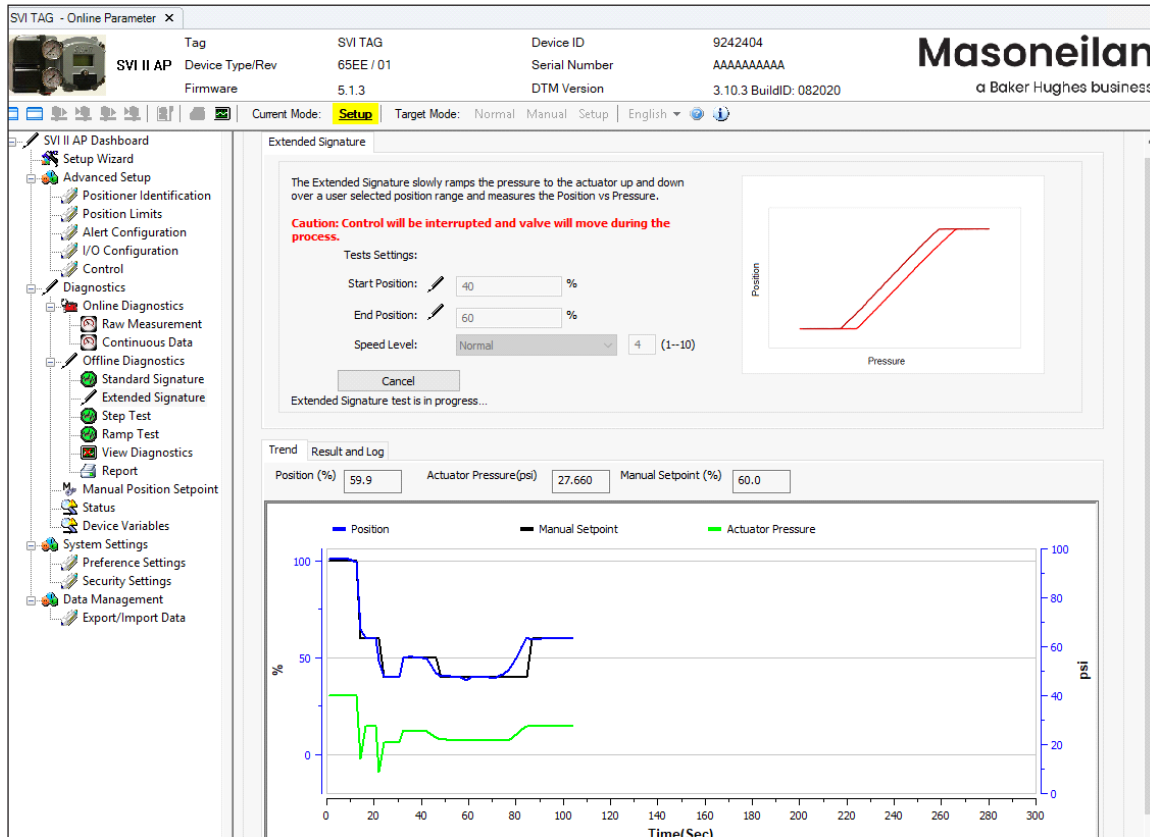 SVI TAG - Online Parameter ✕
SVI II AP
Tag SVI TAG Device ID 9242404
Device Type/Rev 65EE / 01 Serial Number AAAAAAAAAA
Firmware 5.1.3 DTM Version 3.10.3 BuildID: 082020
Masoneilan
a Baker Hughes business
Current Mode: Setup Target Mode: Normal Manual Setup English
SVI II AP Dashboard
Setup Wizard
Advanced Setup
Positioner Identification
Position Limits
Alert Configuration
I/O Configuration
Control
Diagnostics
Online Diagnostics
Raw Measurement
Continuous Data
Offline Diagnostics
Standard Signature
Extended Signature
Step Test
Ramp Test
View Diagnostics
Report
Manual Position Setpoint
Status
Device Variables
System Settings
Preference Settings
Security Settings
Data Management
Export/Import Data
Extended Signature
The Extended Signature slowly ramps the pressure to the actuator up and down
over a user selected position range and measures the Position vs Pressure.
Caution: Control will be interrupted and valve will move during the
process.
Tests Settings:
Start Position: 40 %
End Position: 60 %
Speed Level: Normal 4 (1--10)
Cancel
Extended Signature test is in progress...
Position
Pressure
Trend Result and Log
Position (%) 59.9 Actuator Pressure(psi) 27.660 Manual Setpoint (%) 60.0
Position Manual Setpoint Actuator Pressure
100
50
0
%
100
80
60
40
20
0
psi
0 20 40 60 80 100 120 140 160 180 200 220 240 260 280 300
Time(Sec)